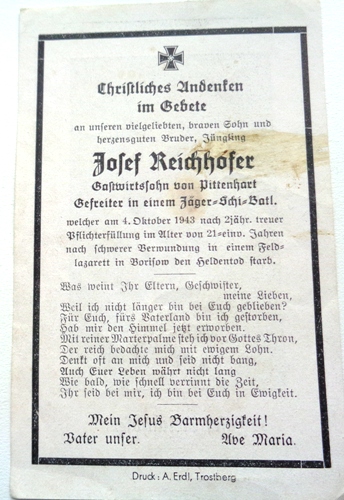 Christliches Andenken
im Gebete
an unseren vielgeliebten, braven Sohn und
herzensguten Bruder, Jüngling
Josef Reichhofer
Gastwirtssohn von Pittenhart
Gefreiter in einem Jäger-Schi-Batl.
welcher am 4. Oktober 1943 nach 2jähr. treuer
Pflichterfüllung im Alter von 21-einv. Jahren
nach schwerer Verwundung in einem Feld-
lazarett in Borisow den Heldentod starb.
Was weint Ihr Eltern, Geschwister,
meine Lieben,
Weil ich nicht länger bin bei Euch geblieben?
Für Euch, fürs Vaterland bin ich gestorben,
Hab mir den Himmel jetzt erworben.
Mit reiner Marterpalme steh ich vor Gottes Thron,
Der reich bedachte mich mit ewigem Lohn.
Denkt oft an mich und seid nicht bang,
Auch Euer Leben währt nicht lang
Wie bald, wie schnell verrinnt die Zeit,
Ihr seid bei mir, ich bin bei Euch in Ewigkeit.
Mein Jesus Barmherzigkeit!
Vater unser. Ave Maria.
Druck: A. Erdl, Trostberg